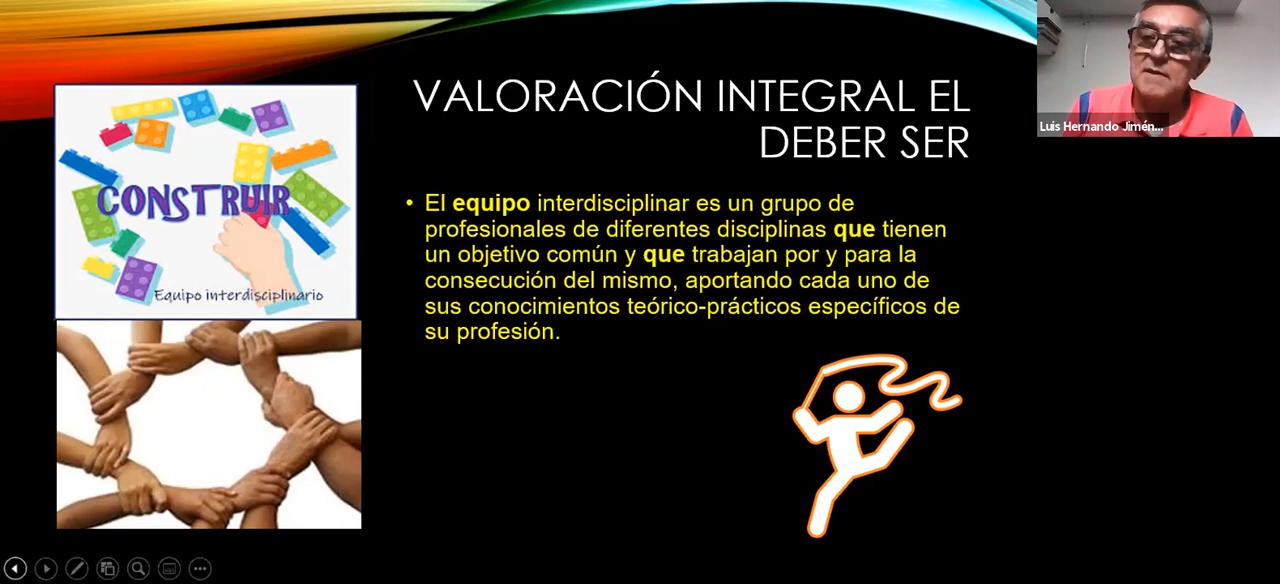 VALORACIÓN INTEGRAL EL
DEBER SER
CONSTRUIR
Equipo interdisciplinario
• El equipo interdisciplinar es un grupo de
profesionales de diferentes disciplinas que tienen
un objetivo común y que trabajan por y para la
consecución del mismo, aportando cada uno de
sus conocimientos teórico-prácticos específicos de
su profesión.
Luis Hernando Jimén...